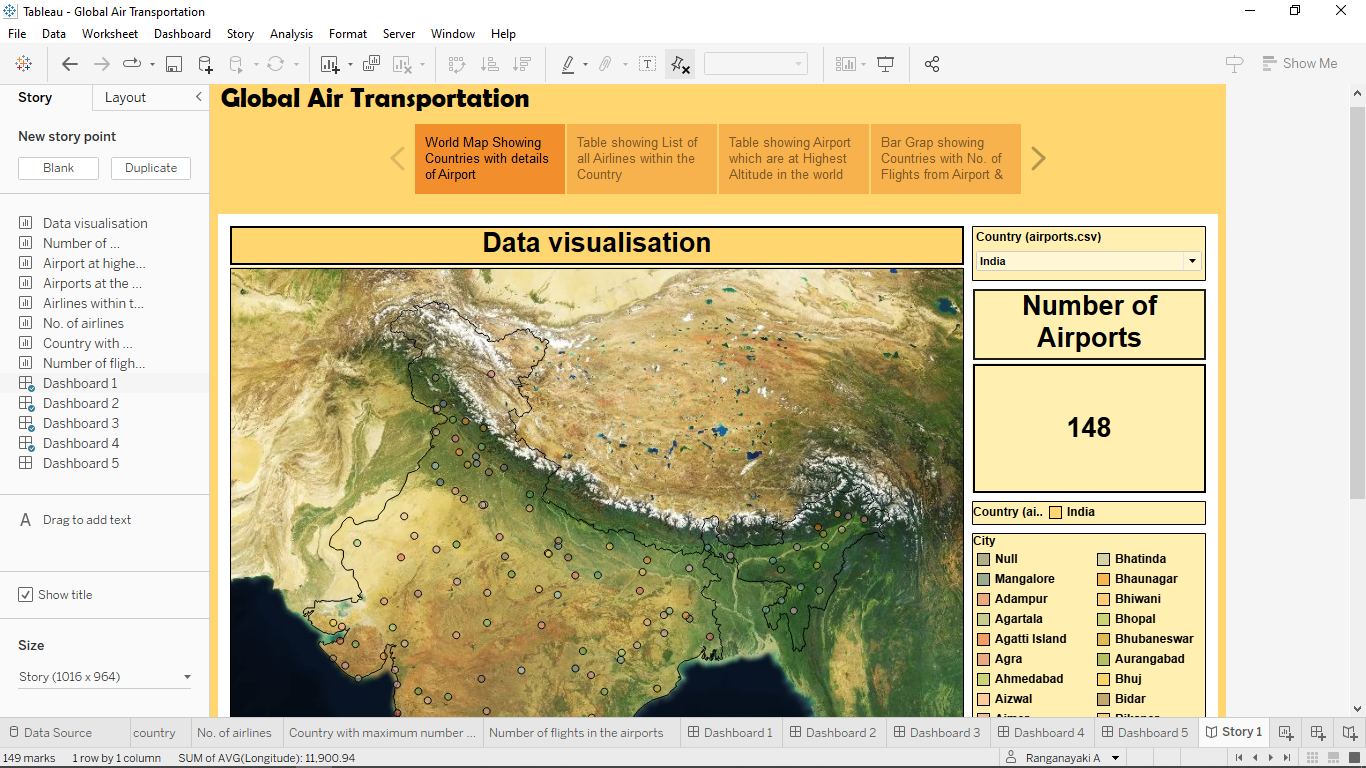 Tableau - Global Air Transportation
File Data Worksheet Dashboard Story Analysis Format Server Window Help
Show Me
Story Layout
New story point
Blank Duplicate
Data visualisation
Number of ...
Airport at highe...
Airports at the ...
Airlines within t...
No. of airlines
Country with ...
Number of fligh...
Dashboard 1
Dashboard 2
Dashboard 3
Dashboard 4
Dashboard 5
A Drag to add text
Show title
Size
Story (1016 x 964)
Global Air Transportation
World Map Showing
Countries with details
of Airport
Table showing List of
all Airlines within the
Country
Table showing Airport
which are at Highest
Altitude in the world
Bar Grap showing
Countries with No. of
Flights from Airport &
Data visualisation
Country (airports.csv)
India
Number of
Airports
148
Country (ai.. India
City
Null Bhatinda
Mangalore Bhaunagar
Adampur Bhiwani
Agartala Bhopal
Agatti Island Bhubaneswar
Agra Aurangabad
Ahmedabad Bhuj
Aizwal Bidar
Data Source country No. of airlines Country with maximum number ... Number of flights in the airports Dashboard 1 Dashboard 2 Dashboard 3 Dashboard 4 Dashboard 5 Story 1
149 marks 1 row by 1 column SUM of AVG(Longitude): 11,900.94 Ranganayaki A